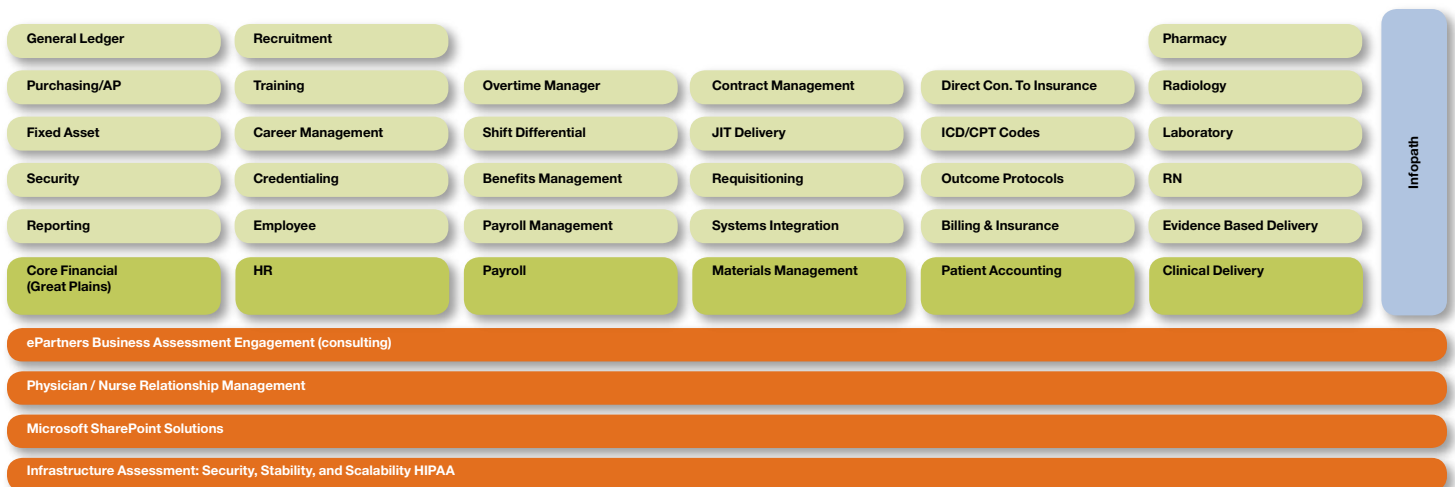 General Ledger
Recruitment
Pharmacy
Purchasing/AP
Training
Overtime Manager
Contract Management
Direct Con. To Insurance
Radiology
Fixed Asset
Career Management
Shift Differential
JIT Delivery
ICD/CPT Codes
Laboratory
Infopath
Security
Credentialing
Benefits Management
Requisitioning
Outcome Protocols
RN
Reporting
Employee
Payroll Management
Systems Integration
Billing & Insurance
Evidence Based Delivery
Core Financial
(Great Plains)
HR
Payroll
Materials Management
Patient Accounting
Clinical Delivery
ePartners Business Assessment Engagement (consulting)
Physician / Nurse Relationship Management
Microsoft SharePoint Solutions
Infrastructure Assessment: Security, Stability, and Scalability HIPAA